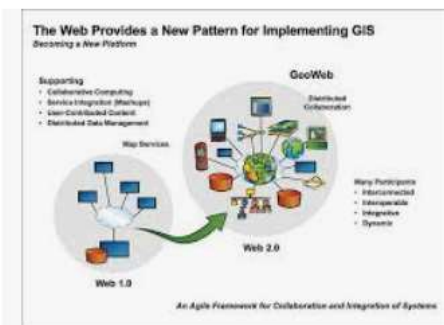 The Web Provides a New Pattern for Implementing GIS
Becoming a New Platform
GeoWeb
Supporting
• Collaborative Computing
• Service Integration (Mashups)
• User-Contributed Content
• Distributed Data Management
Distributed
Collaboration
Map Services
Many Participants
• Interconnected
• Interoperable
• Integrative
• Dynamic
Web 2.0
Web 1.0
An Agile Framework for Collaboration and Integration of Systems